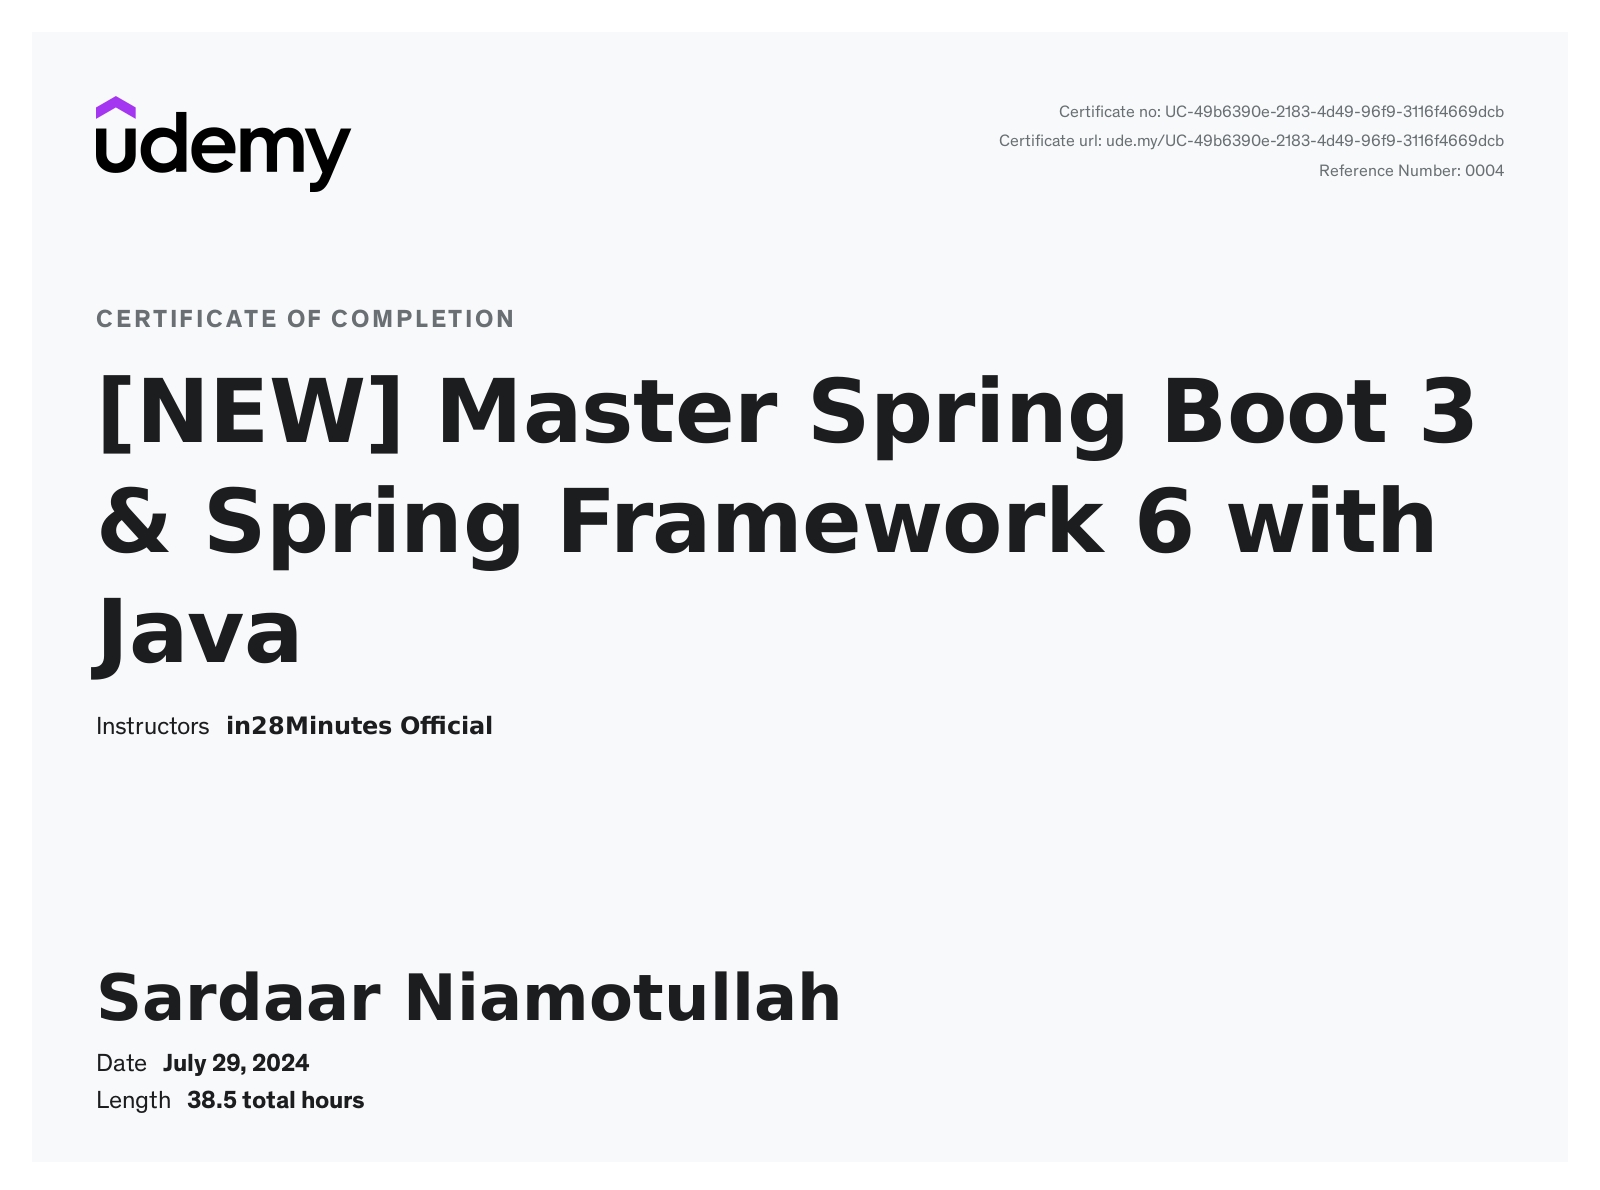 udemy
Certificate no: UC-49b6390e-2183-4d49-96f9-3116f4669dcb
Certificate url: ude.my/UC-49b6390e-2183-4d49-96f9-3116f4669dcb
Reference Number: 0004
CERTIFICATE OF COMPLETION
[NEW] Master Spring Boot 3
& Spring Framework 6 with
Java
Instructors in28Minutes Official
Sardaar Niamotullah
Date July 29, 2024
Length 38.5 total hours